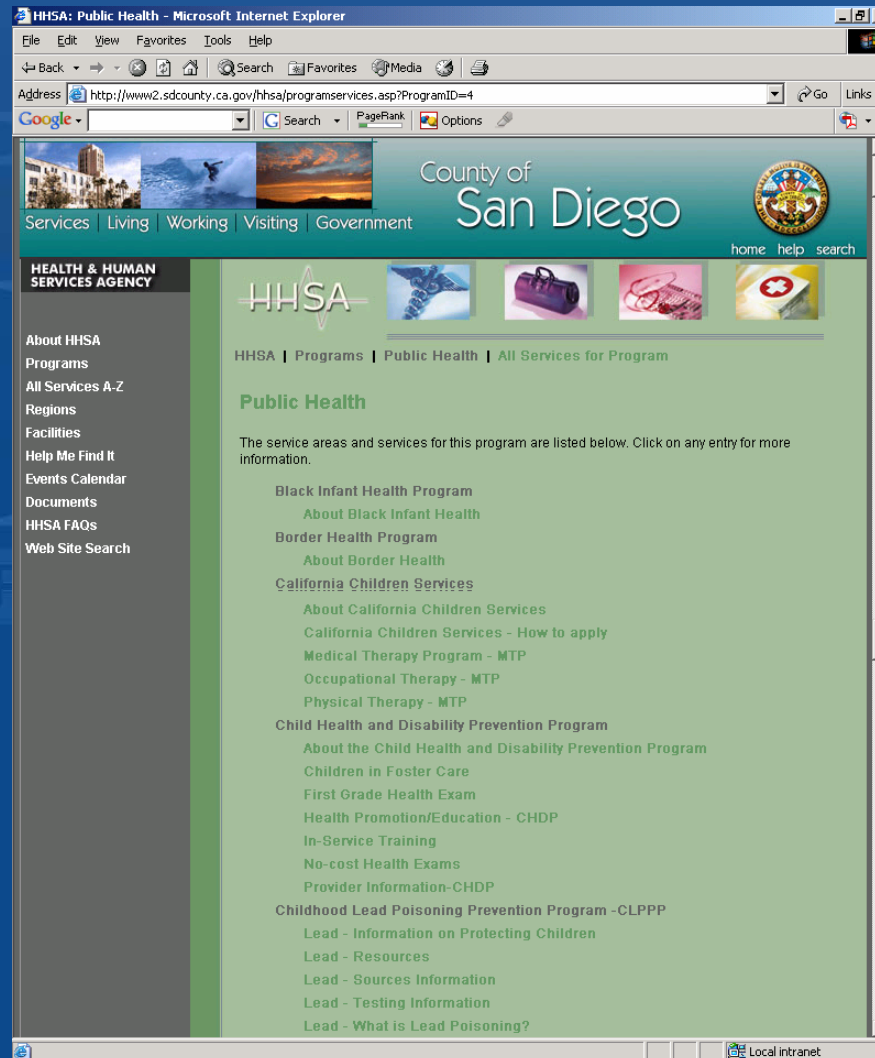 HHSA: Public Health - Microsoft Internet Explorer
File Edit View Favorites Tools Help
Back Search Favorites Media
Address http://www2.sdcounty.ca.gov/hhsa/programservices.asp?ProgramID=4 Go Links
Google Search PageRank Options
County of
San Diego
Services | Living | Working | Visiting | Government
home help search
HEALTH & HUMAN
SERVICES AGENCY
About HHSA
Programs
All Services A-Z
Regions
Facilities
Help Me Find It
Events Calendar
Documents
HHSA FAQs
Web Site Search
HHSA
HHSA | Programs | Public Health | All Services for Program
Public Health
The service areas and services for this program are listed below. Click on any entry for more
information.
Black Infant Health Program
About Black Infant Health
Border Health Program
About Border Health
California Children Services
About California Children Services
California Children Services - How to apply
Medical Therapy Program - MTP
Occupational Therapy - MTP
Physical Therapy - MTP
Child Health and Disability Prevention Program
About the Child Health and Disability Prevention Program
Children in Foster Care
First Grade Health Exam
Health Promotion/Education - CHDP
In-Service Training
No-cost Health Exams
Provider Information-CHDP
Childhood Lead Poisoning Prevention Program -CLPPP
Lead - Information on Protecting Children
Lead - Resources
Lead - Sources Information
Lead - Testing Information
Lead - What is Lead Poisoning?
Local intranet